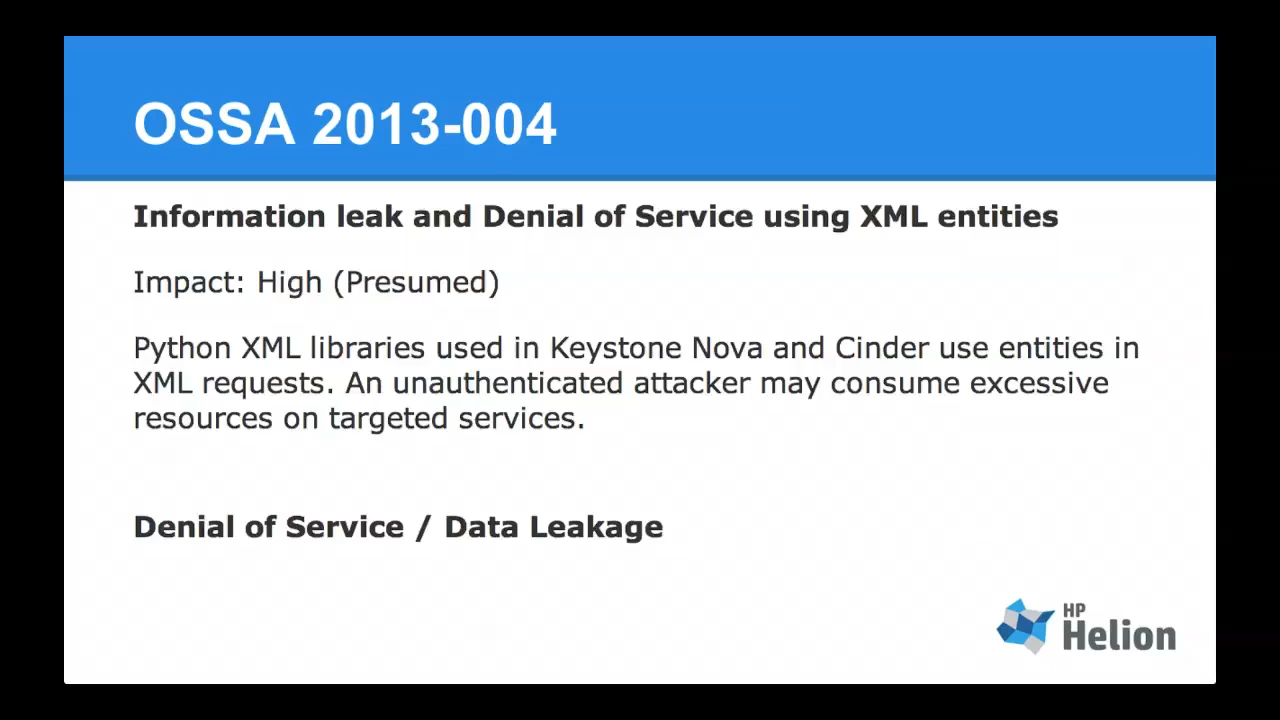 OSSA 2013-004
Information leak and Denial of Service using XML entities
Impact: High (Presumed)
Python XML libraries used in Keystone Nova and Cinder use entities in
XML requests. An unauthenticated attacker may consume excessive
resources on targeted services.
Denial of Service / Data Leakage
HP
Helion